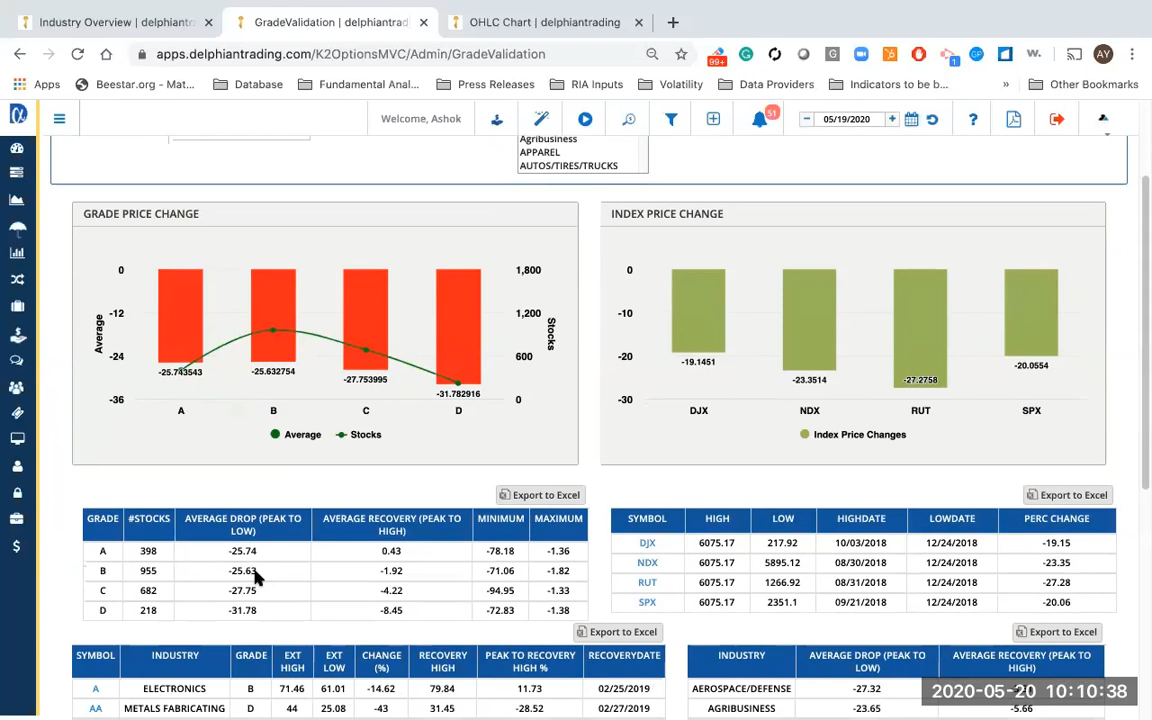 Industry Overview | delphiantr
GradeValidation | delphiantrad
OHLC Chart | delphiantrading
apps.delphiantrading.com/K2OptionsMVC/Admin/GradeValidation
99+ G 1 GP W. AY
Apps Beestar.org - Mat... Database Fundamental Anal... Press Releases RIA Inputs Volatility Data Providers Indicators to be b... » Other Bookmarks
Welcome, Ashok 51 05/19/2020
Agribusiness
APPAREL
AUTOS/TIRES/TRUCKS
GRADE PRICE CHANGE
0 1,800
-12 1,200
-24 600
-36 0
Average
Stocks
-25.743543 -25.632754 -27.753995 -31.782916
A B C D
Average Stocks
INDEX PRICE CHANGE
0
-10
-20
-30
-19.1451 -23.3514 -27.2758 -20.0554
DJX NDX RUT SPX
Index Price Changes
Export to Excel
GRADE #STOCKS AVERAGE DROP (PEAK TO LOW) AVERAGE RECOVERY (PEAK TO HIGH) MINIMUM MAXIMUM
A 398 -25.74 0.43 -78.18 -1.36
B 955 -25.63 -1.92 -71.06 -1.82
C 682 -27.75 -4.22 -94.95 -1.33
D 218 -31.78 -8.45 -72.83 -1.38
Export to Excel
SYMBOL HIGH LOW HIGHDATE LOWDATE PERC CHANGE
DJX 6075.17 217.92 10/03/2018 12/24/2018 -19.15
NDX 6075.17 5895.12 08/30/2018 12/24/2018 -23.35
RUT 6075.17 1266.92 08/31/2018 12/24/2018 -27.28
SPX 6075.17 2351.1 09/21/2018 12/24/2018 -20.06
Export to Excel
SYMBOL INDUSTRY GRADE EXT HIGH EXT LOW CHANGE (%) RECOVERY HIGH PEAK TO RECOVERY HIGH % RECOVERYDATE
A ELECTRONICS B 71.46 61.01 -14.62 79.84 11.73 02/25/2019
AA METALS FABRICATING D 44 25.08 -43 31.45 -28.52 02/27/2019
Export to Excel
INDUSTRY AVERAGE DROP (PEAK TO LOW) AVERAGE RECOVERY (PEAK TO HIGH)
AEROSPACE/DEFENSE -27.32
AGRIBUSINESS -23.65 -5.66
2020-05-20 10:10:38